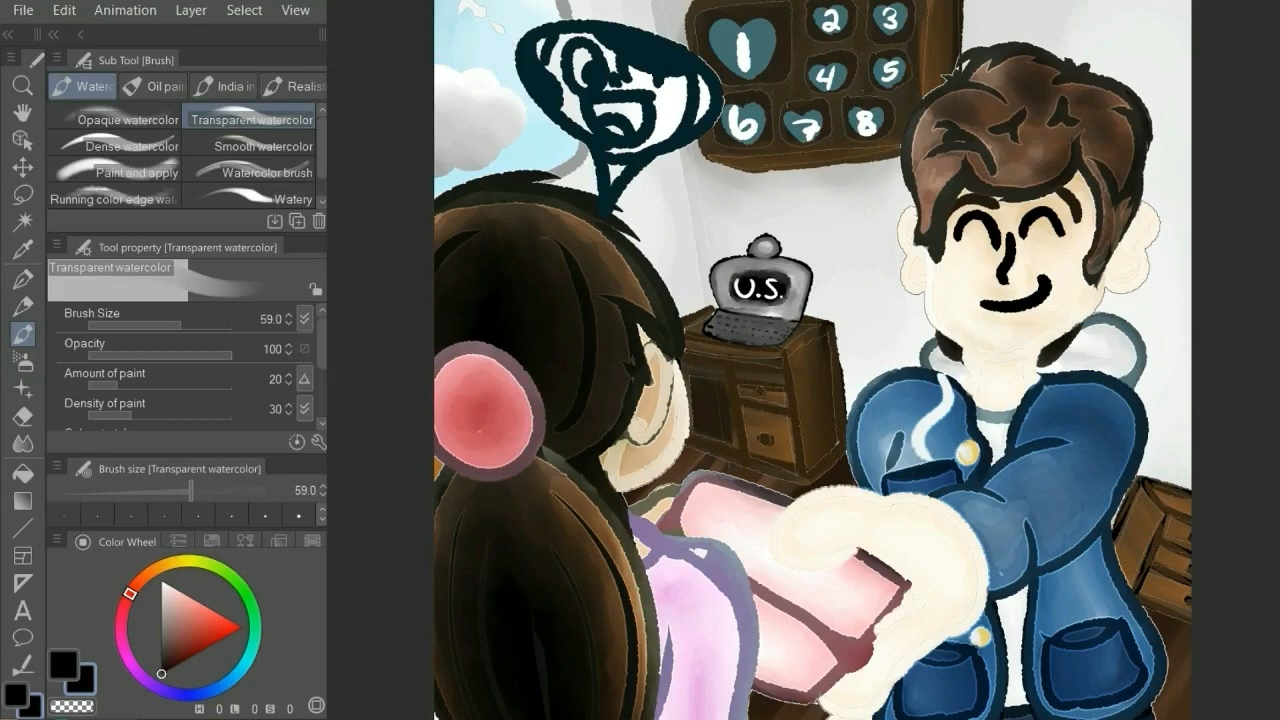 File Edit Animation Layer Select View
Sub Tool [Brush]
Water Oil pai India in Realist
Opaque watercolor Transparent watercolor
Dense watercolor Smooth watercolor
Paint and apply Watercolor brush
Running color edge wat Watery
Tool property [Transparent watercolor]
Transparent watercolor
Brush Size 59.0
Opacity 100
Amount of paint 20
Density of paint 30
Brush size [Transparent watercolor]
59.0
Color Wheel
H 0 L 0 S 0
1 2 3
4 5
6 7 8
U.S.